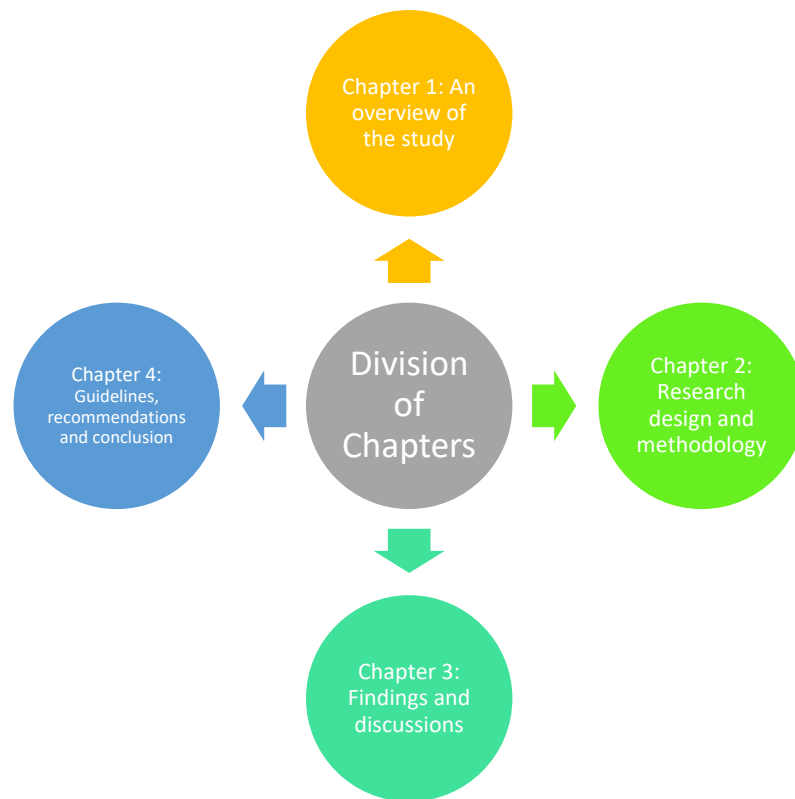 Chapter 1: An
overview of
the study
Division
of
Chapters
Chapter 2:
Research
design and
methodology
Chapter 3:
Findings and
discussions
Chapter 4:
Guidelines,
recommendations
and conclusion